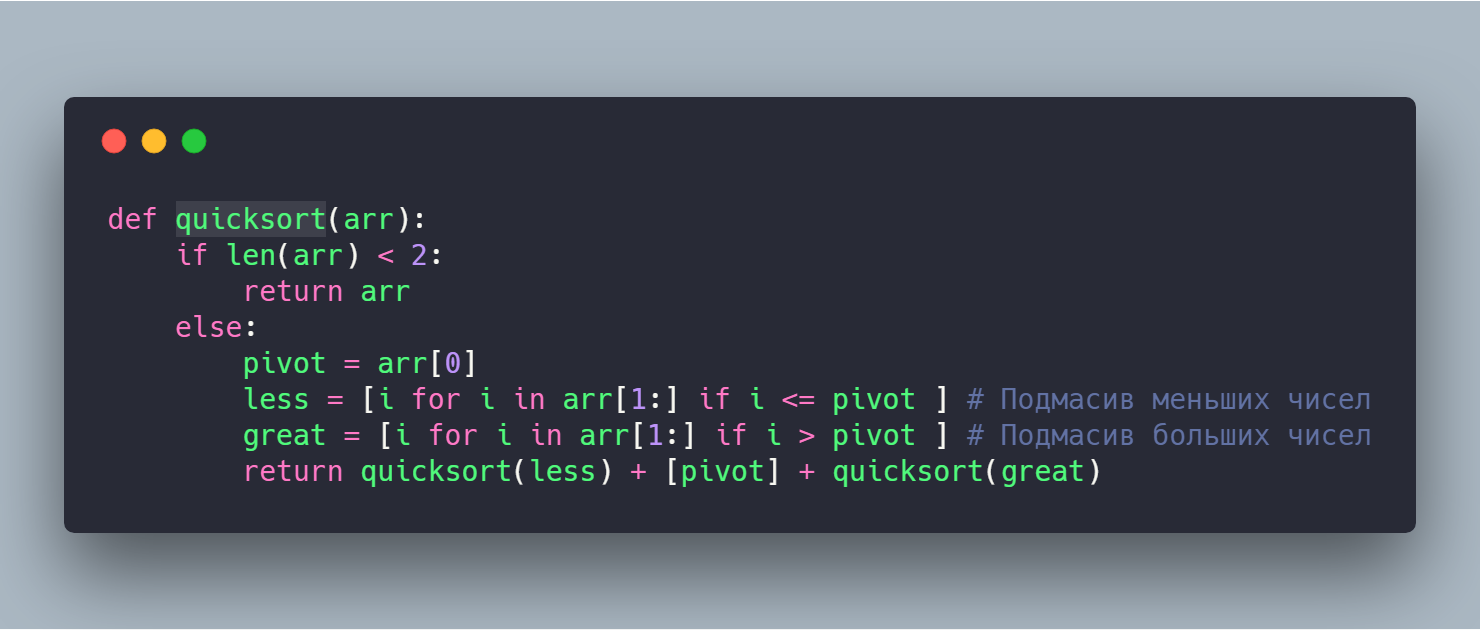 def quicksort(arr):
    if len(arr) < 2:
        return arr
    else:
        pivot = arr[0]
        less = [i for i in arr[1:] if i <= pivot ] # Подмасив меньших чисел
        great = [i for i in arr[1:] if i > pivot ] # Подмасив больших чисел
        return quicksort(less) + [pivot] + quicksort(great)